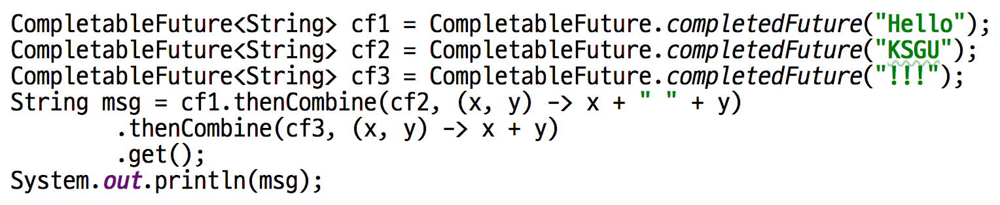 CompletableFuture<String> cf1 = CompletableFuture.completedFuture("Hello");
CompletableFuture<String> cf2 = CompletableFuture.completedFuture("KSGU");
CompletableFuture<String> cf3 = CompletableFuture.completedFuture("!!!");
String msg = cf1.thenCombine(cf2, (x, y) -> x + " " + y)
        .thenCombine(cf3, (x, y) -> x + y)
        .get();
System.out.println(msg);